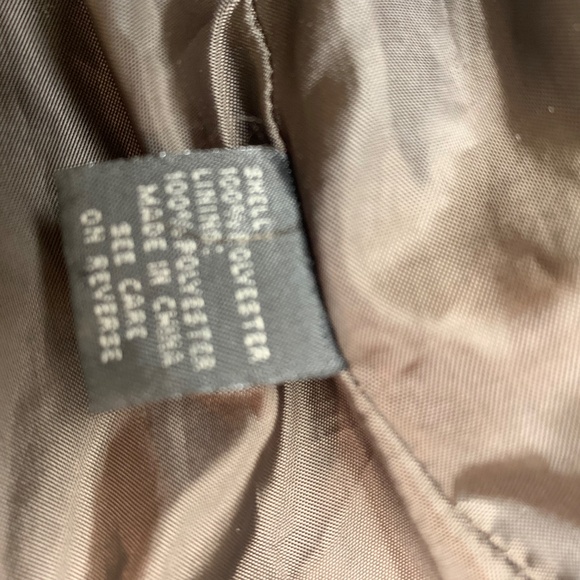 SHELL
100% POLYESTER
LINING:
100% POLYESTER
MADE IN CHINA
SEE CARE
ON REVERSE